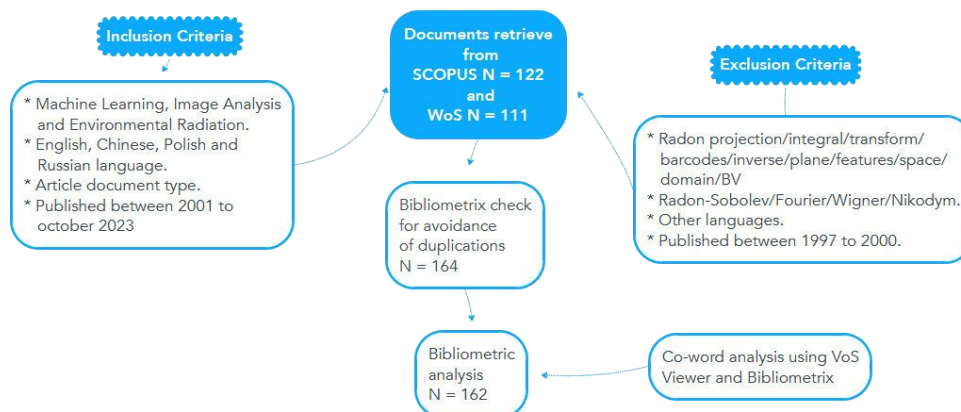 Inclusion Criteria
* Machine Learning, Image Analysis
and Environmental Radiation.
* English, Chinese, Polish and
Russian language.
* Article document type.
* Published between 2001 to
october 2023
Documents retrieve
from
SCOPUS N = 122
and
WoS N = 111
Exclusion Criteria
* Radon projection/integral/transform/
barcodes/inverse/plane/features/space/
domain/BV
* Radon-Sobolev/Fourier/Wigner/Nikodym.
* Other languages.
* Published between 1997 to 2000.
Bibliometrix check
for avoidance
of duplications
N = 164
Bibliometric
analysis
N = 162
Co-word analysis using VoS
Viewer and Bibliometrix